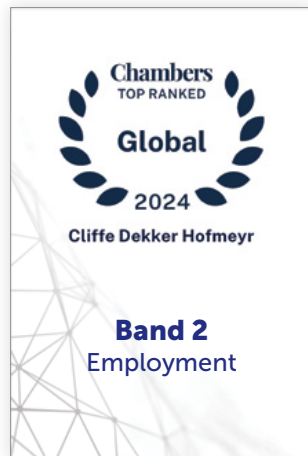 Chambers
TOP RANKED
Global
2024
Cliffe Dekker Hofmeyr
Band 2
Employment